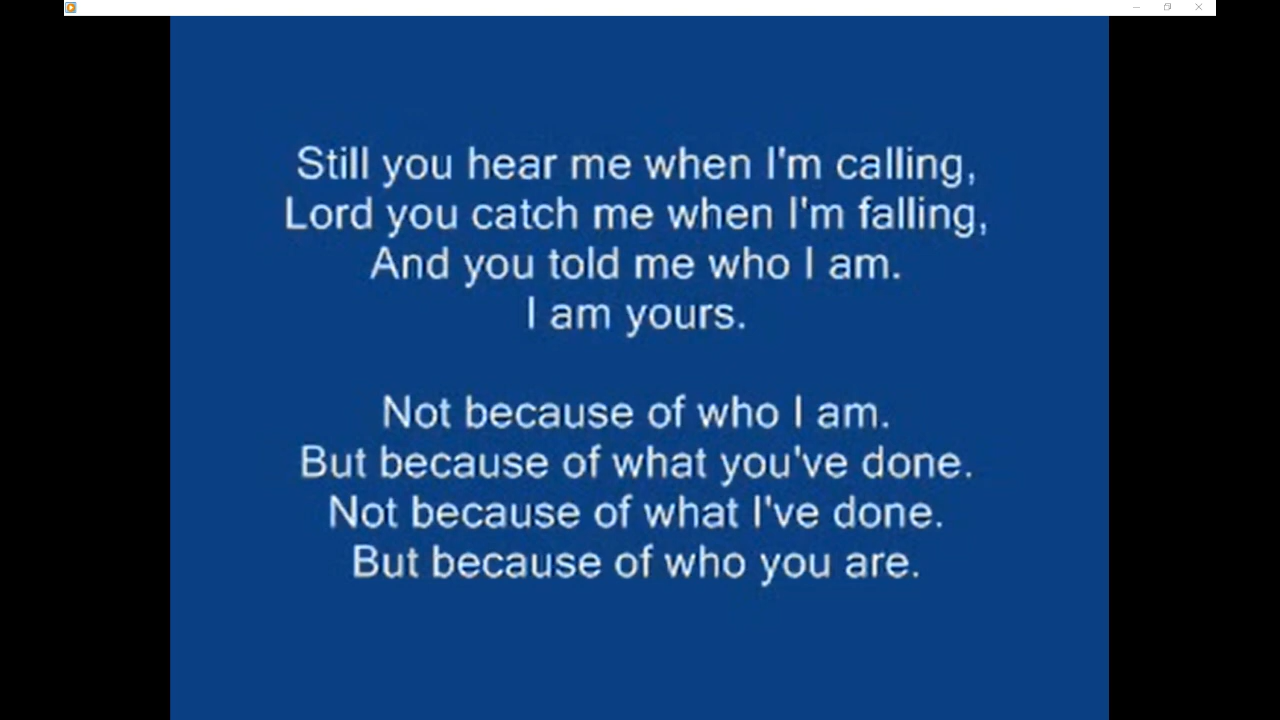 Still you hear me when I'm calling,
Lord you catch me when I'm falling,
And you told me who I am.
I am yours.
Not because of who I am.
But because of what you've done.
Not because of what I've done.
But because of who you are.